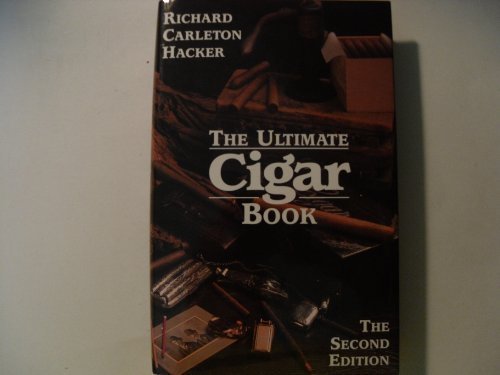 RICHARD
CARLETON
HACKER
THE ULTIMATE
Cigar
BOOK
THE
SECOND
EDITION